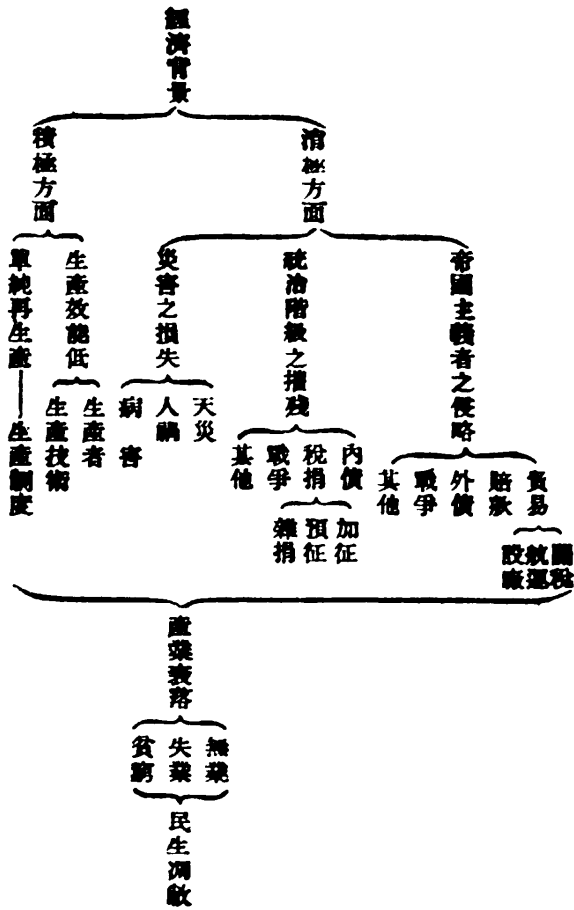 經濟背景
消極方面
積極方面
帝國主義者之侵略
統治階級之摧殘
災害之損失
生產效能低
單純再生產——生產制度
貿易
賠款
外債
戰爭
其他
關稅
航運
設廠
內債
稅捐
戰爭
其他
加征
預征
雜捐
天災
人禍
病害
生產者
生產技術
產業衰落
無業
失業
貧窮
民生凋敝